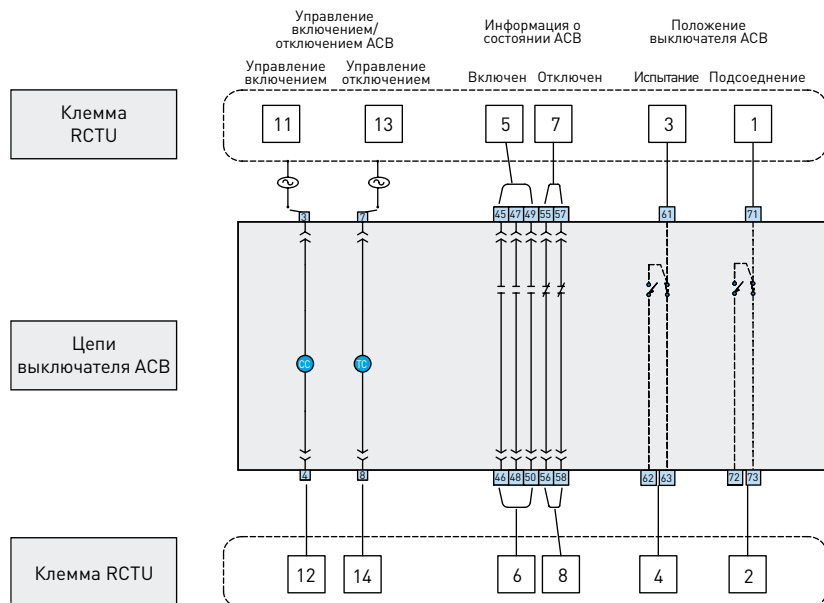 Управление
включением/
отключением ACB
Информация о
состоянии ACB
Положение
выключателя ACB
Управление
включением
Управление
отключением
Включен
Отключен
Испытание
Подсоеднение
Клемма
RCTU
11
13
5
7
3
1
3
7
45
47
49
55
57
61
71
Цепи
выключателя ACB
CC
TC
4
8
46
48
50
56
58
62
63
72
73
Клемма RCTU
12
14
6
8
4
2